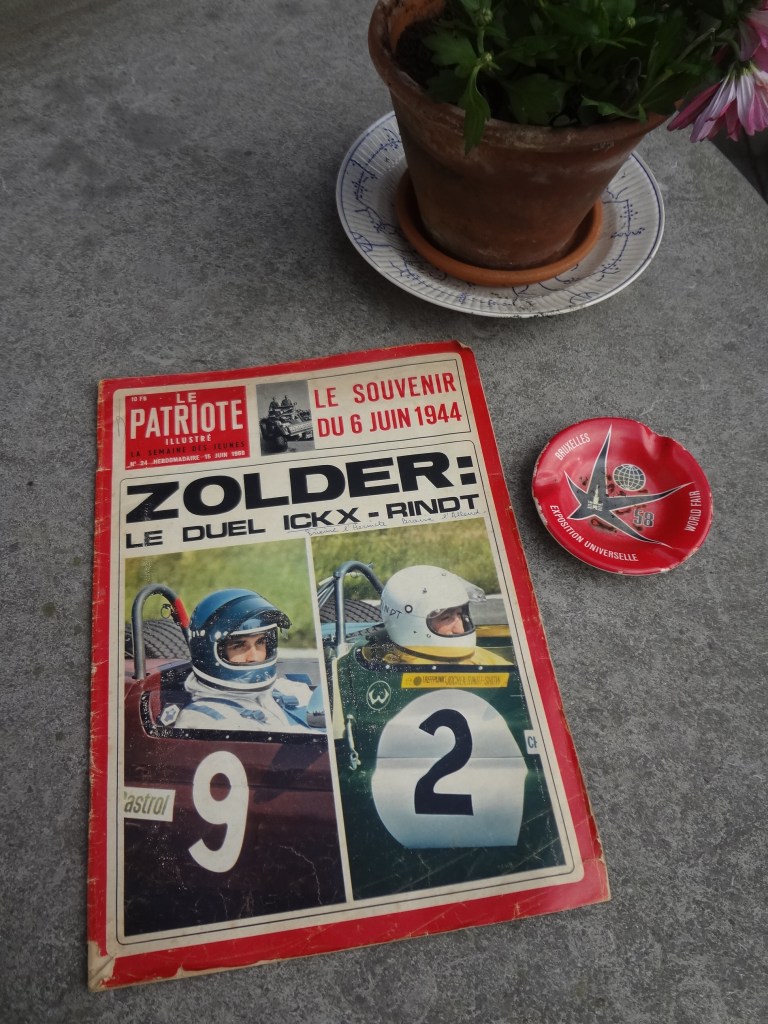 10 FB
LE
PATRIOTE
ILLUSTRÉ
LA SEMAINE DES JEUNES
N° 24 - HEBDOMADAIRE - 15 JUIN 1969
LE SOUVENIR
DU 6 JUIN 1944
ZOLDER:
LE DUEL ICKX - RINDT
9
Castrol
NDT
2
BRUXELLES
58
WORLD FAIR
EXPOSITION UNIVERSELLE